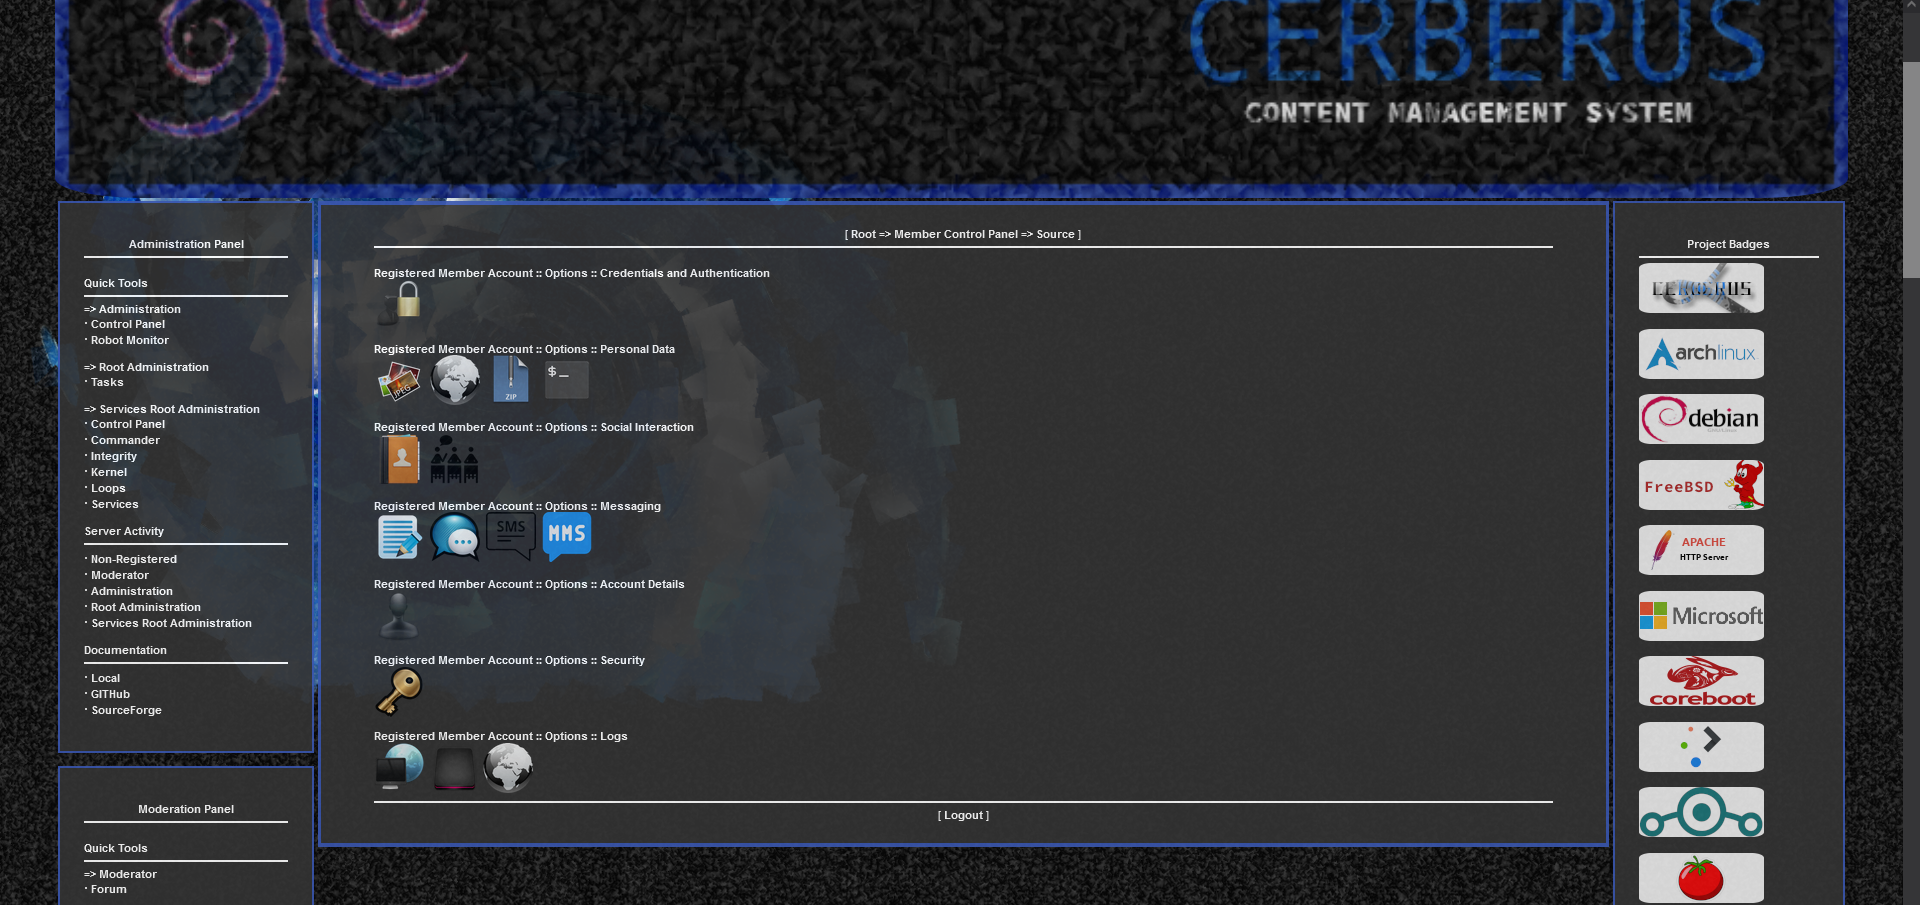 CERBERUS
CONTENT MANAGEMENT SYSTEM
Administration Panel
Quick Tools
=> Administration
· Control Panel
· Robot Monitor
=> Root Administration
· Tasks
=> Services Root Administration
· Control Panel
· Commander
· Integrity
· Kernel
· Loops
· Services
Server Activity
· Non-Registered
· Moderator
· Administration
· Root Administration
· Services Root Administration
Documentation
· Local
· GITHub
· SourceForge
Moderation Panel
Quick Tools
=> Moderator
· Forum
[ Root => Member Control Panel => Source ]
Registered Member Account :: Options :: Credentials and Authentication
Registered Member Account :: Options :: Personal Data
JPEG
ZIP
$_
Registered Member Account :: Options :: Social Interaction
Registered Member Account :: Options :: Messaging
SMS
MMS
Registered Member Account :: Options :: Account Details
Registered Member Account :: Options :: Security
Registered Member Account :: Options :: Logs
[ Logout ]
Project Badges
CERBERUS
archlinux
debian
FreeBSD
APACHE
HTTP Server
Microsoft
coreboot